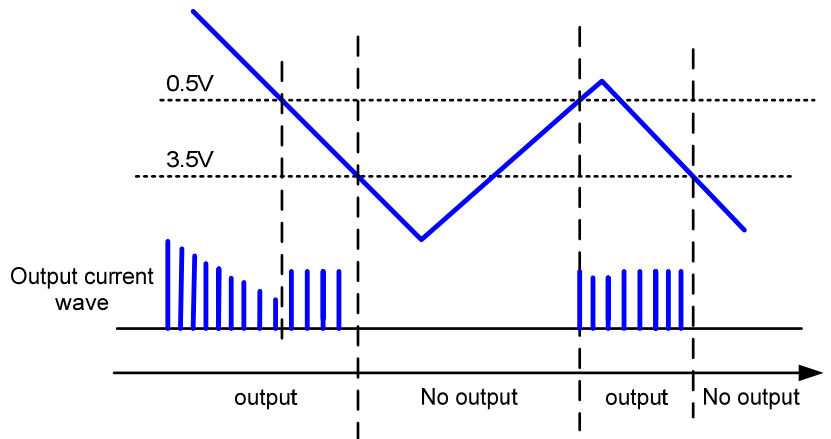 0.5V
3.5V
Output current
wave
output
No output
output
No output